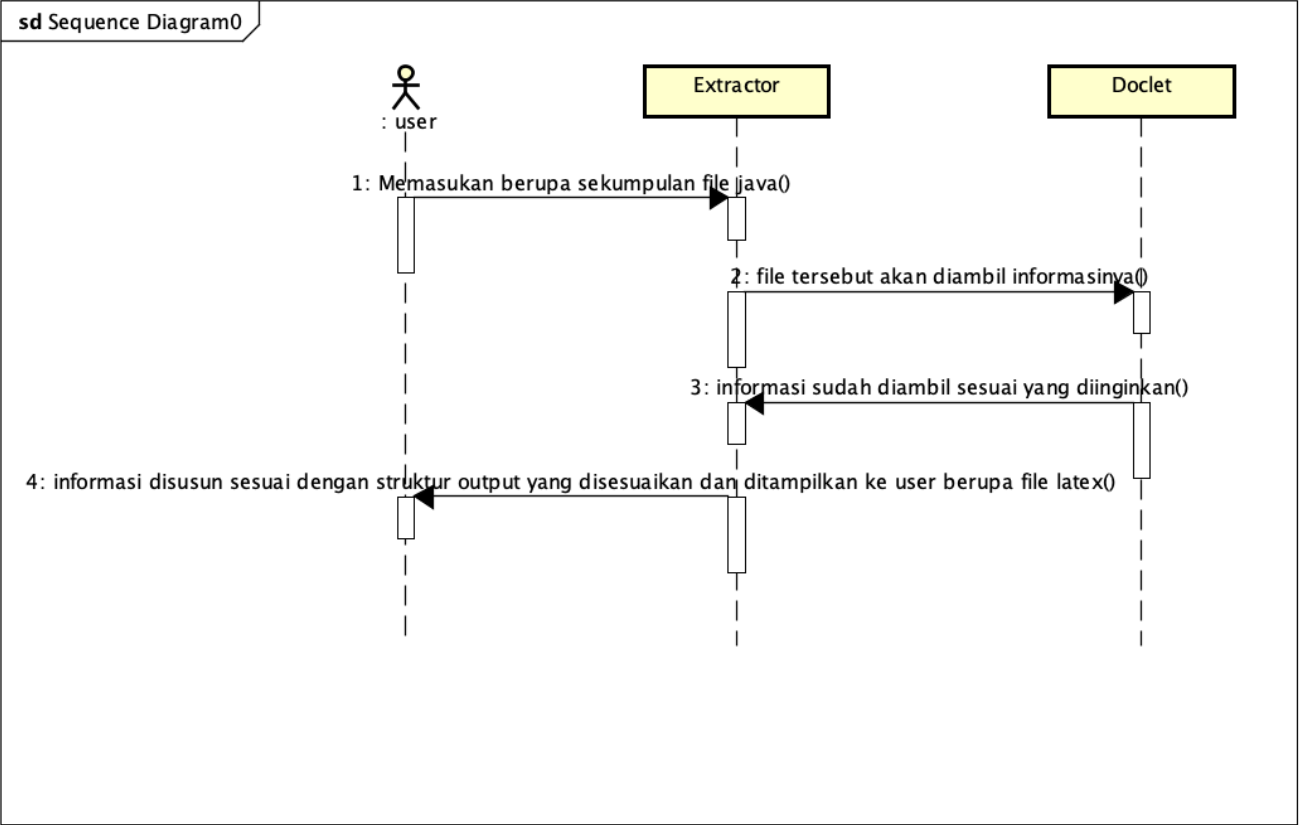 sd Sequence Diagram0
: user
Extractor
Doclet
1: Memasukan berupa sekumpulan file java()
2: file tersebut akan diambil informasinya()
3: informasi sudah diambil sesuai yang diinginkan()
4: informasi disusun sesuai dengan struktur output yang disesuaikan dan ditampilkan ke user berupa file latex()